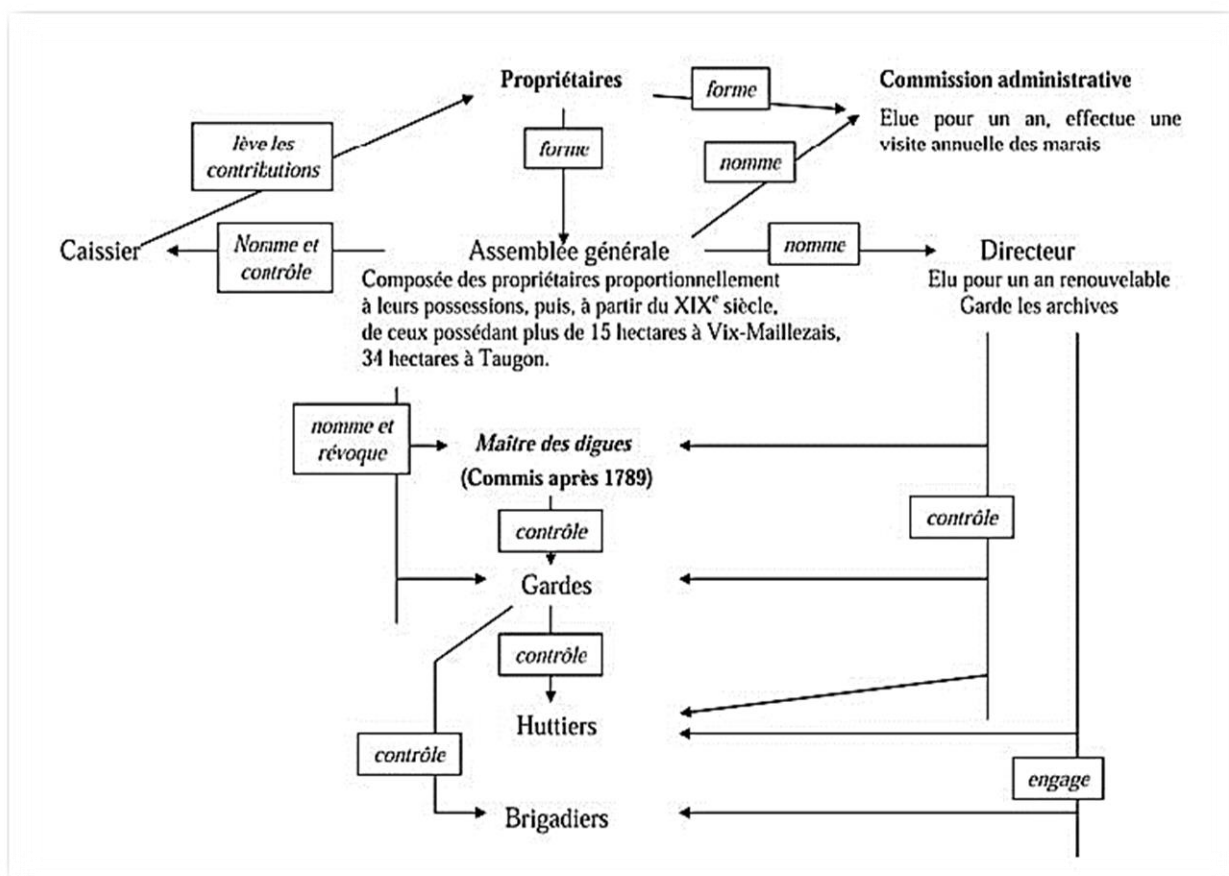 Propriétaires
forme
Commission administrative
Elue pour un an, effectue une
visite annuelle des marais
lève les
contributions
forme
nomme
Caissier
Nomme et
contrôle
Assemblée générale
nomme
Directeur
Composée des propriétaires proportionnellement
à leurs possessions, puis, à partir du XIXe siècle,
de ceux possédant plus de 15 hectares à Vix-Maillezais,
34 hectares à Taugon.
Elu pour un an renouvelable
Garde les archives
nomme et
révoque
Maître des digues
(Commis après 1789)
contrôle
contrôle
Gardes
contrôle
Huttiers
contrôle
engage
Brigadiers